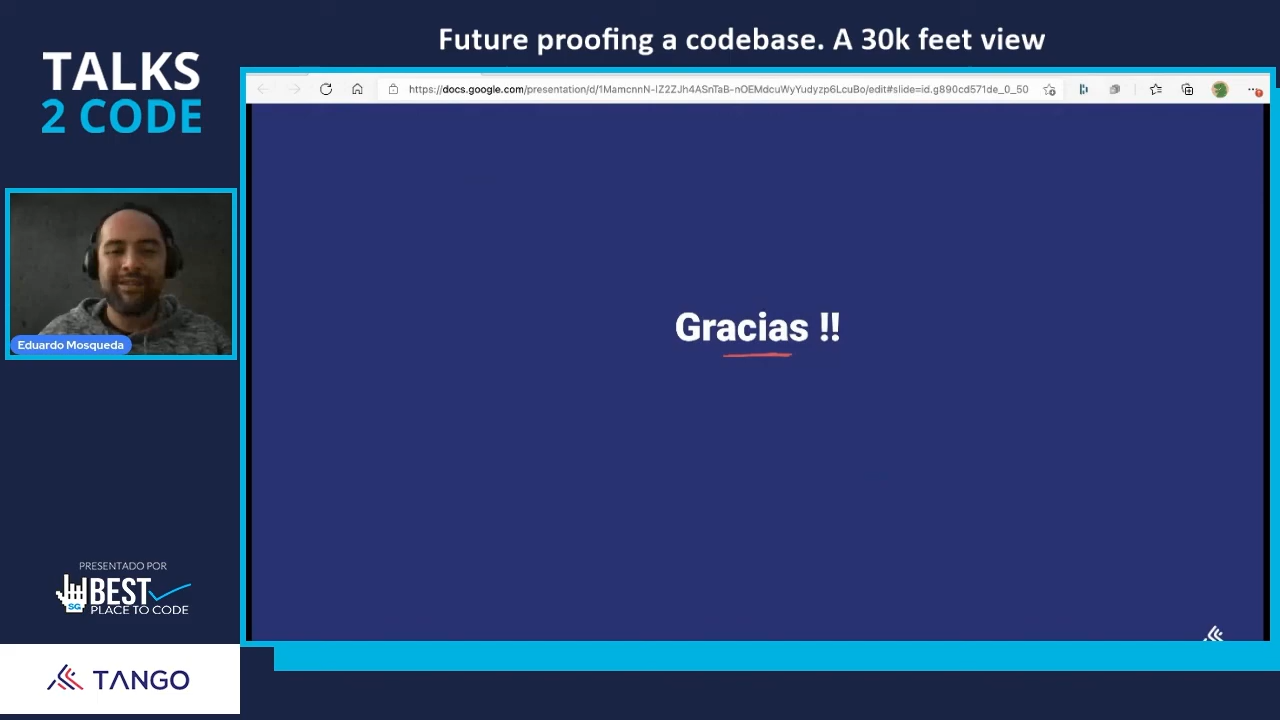 Future proofing a codebase. A 30k feet view
TALKS
2 CODE
https://docs.google.com/presentation/d/1MamcnnN-IZ2ZJh4ASnTaB-nOEMdcuWyYudyzp6LcuBo/edit#slide=id.g890cd571de_0_50
Gracias !!
Eduardo Mosqueda
PRESENTADO POR
SG
BEST
PLACE TO CODE
TANGO